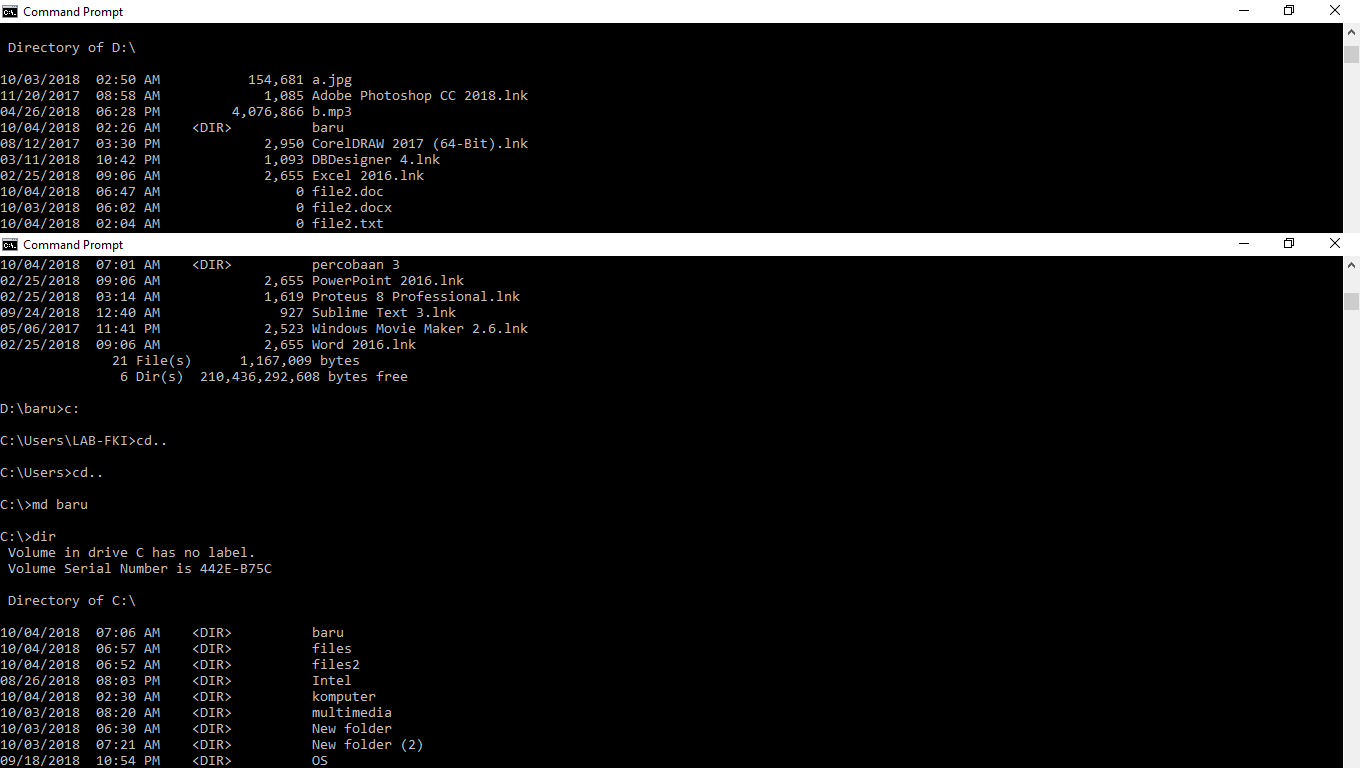 Command Prompt
Directory of D:\
10/03/2018  02:50 AM           154,681 a.jpg
11/20/2017  08:58 AM             1,085 Adobe Photoshop CC 2018.lnk
04/26/2018  06:28 PM         4,076,866 b.mp3
10/04/2018  02:26 AM    <DIR>          baru
08/12/2017  03:30 PM             2,950 CorelDRAW 2017 (64-Bit).lnk
03/11/2018  10:42 PM             1,093 DBDesigner 4.lnk
02/25/2018  09:06 AM             2,655 Excel 2016.lnk
10/04/2018  06:47 AM                 0 file2.doc
10/03/2018  06:02 AM                 0 file2.docx
10/04/2018  02:04 AM                 0 file2.txt
Command Prompt
10/04/2018  07:01 AM    <DIR>          percobaan 3
02/25/2018  09:06 AM             2,655 PowerPoint 2016.lnk
02/25/2018  03:14 AM             1,619 Proteus 8 Professional.lnk
09/24/2018  12:40 AM               927 Sublime Text 3.lnk
05/06/2017  11:41 PM             2,523 Windows Movie Maker 2.6.lnk
02/25/2018  09:06 AM             2,655 Word 2016.lnk
21 File(s)      1,167,009 bytes
6 Dir(s)  210,436,292,608 bytes free
D:\baru>c:
C:\Users\LAB-FKI>cd..
C:\Users>cd..
C:\>md baru
C:\>dir
Volume in drive C has no label.
Volume Serial Number is 442E-B75C
Directory of C:\
10/04/2018  07:06 AM    <DIR>          baru
10/04/2018  06:57 AM    <DIR>          files
10/04/2018  06:52 AM    <DIR>          files2
08/26/2018  08:03 PM    <DIR>          Intel
10/04/2018  02:30 AM    <DIR>          komputer
10/03/2018  08:20 AM    <DIR>          multimedia
10/03/2018  06:30 AM    <DIR>          New folder
10/03/2018  07:21 AM    <DIR>          New folder (2)
09/18/2018  10:54 PM    <DIR>          OS